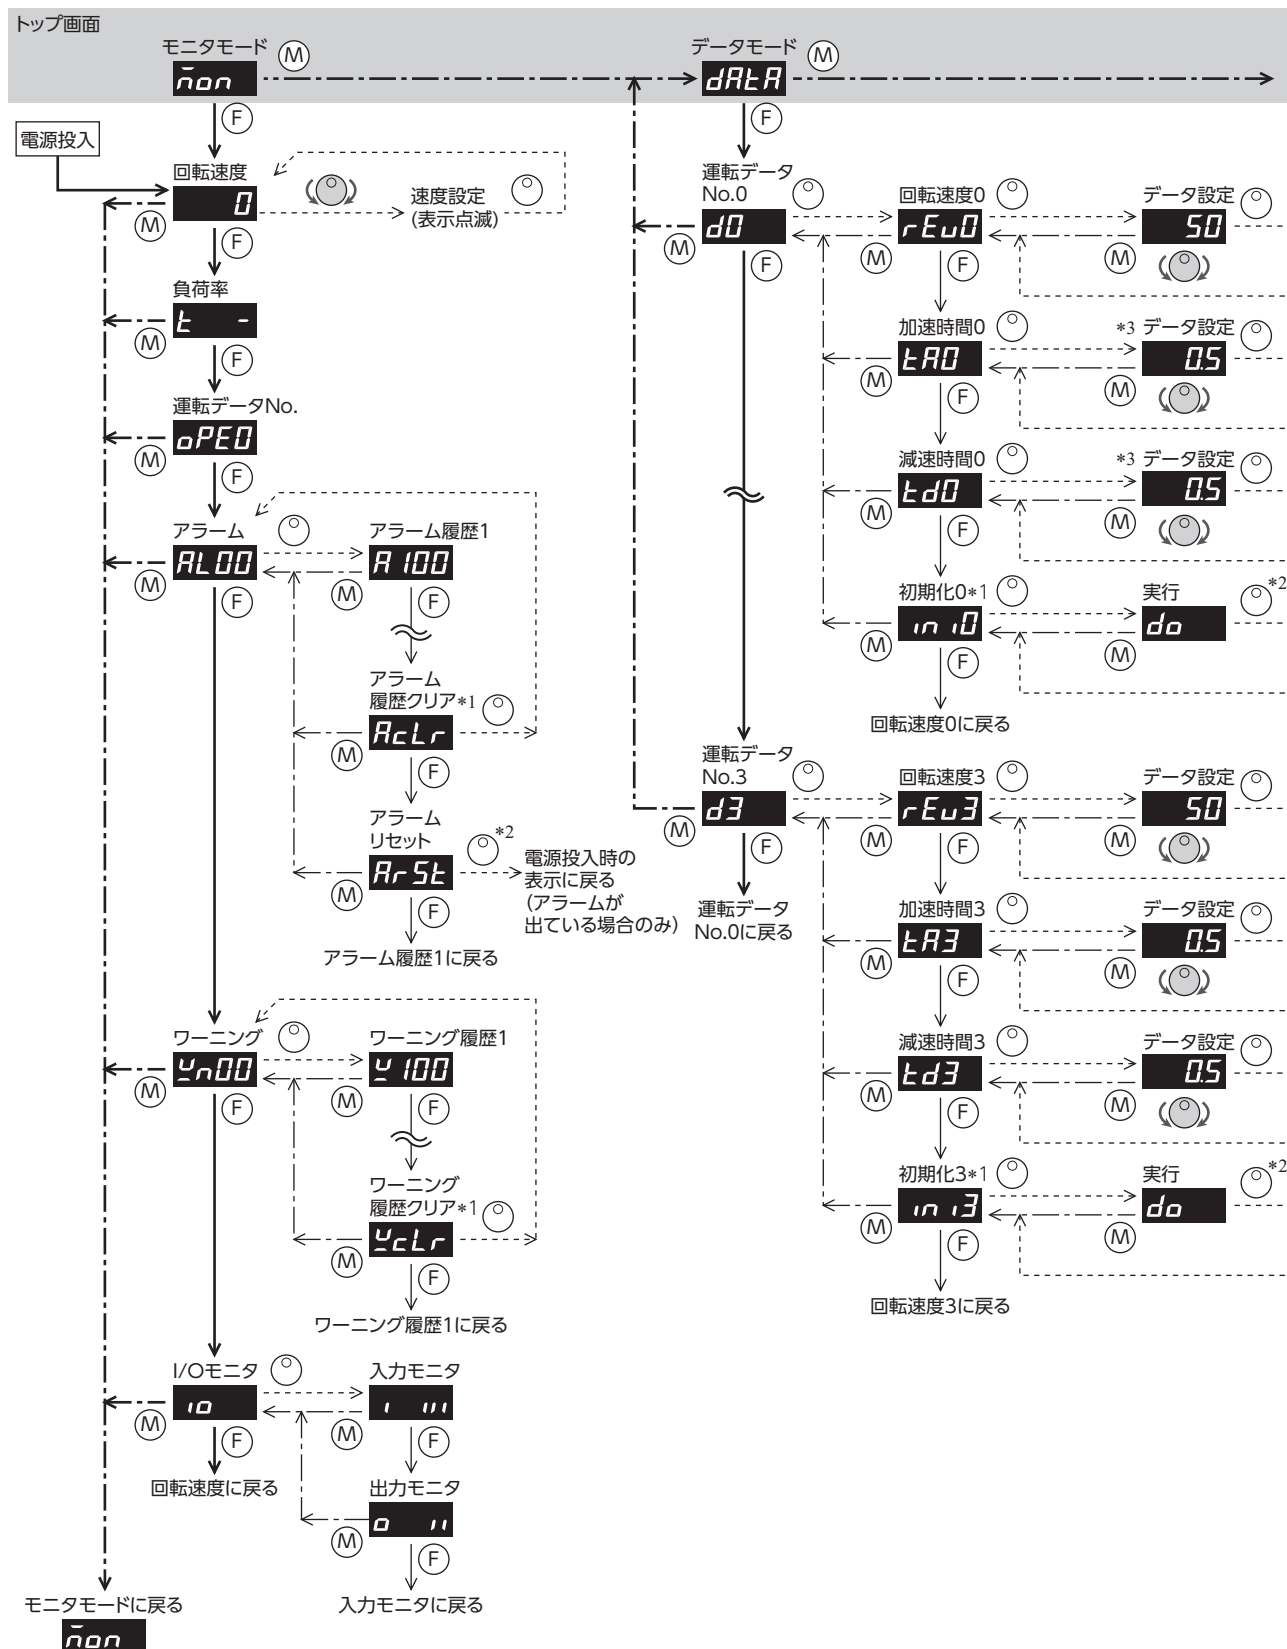 トップ画面
モニタモード
M
mon
F
電源投入
回転速度
0
M
F
速度設定
(表示点滅)
負荷率
t -
M
F
運転データNo.
oPE0
M
F
アラーム
AL00
M
F
アラーム履歴1
A100
M
F
アラーム
履歴クリア*1
AcLr
M
F
アラーム
リセット
*2
ArSt
M
F
電源投入時の
表示に戻る
(アラームが
出ている場合のみ)
アラーム履歴1に戻る
ワーニング
Wn00
M
F
ワーニング履歴1
W100
M
F
ワーニング
履歴クリア*1
WcLr
M
F
ワーニング履歴1に戻る
I/Oモニタ
io
M
F
回転速度に戻る
入力モニタ
M
F
出力モニタ
M
F
入力モニタに戻る
モニタモードに戻る
mon
データモード
M
dAtA
F
運転データ
No.0
d0
M
F
回転速度0
rEv0
M
F
データ設定
50
M
加速時間0
tA0
M
F
*3 データ設定
0.5
M
減速時間0
td0
M
F
*3 データ設定
0.5
M
初期化0*1
ini0
M
F
実行
*2
do
M
回転速度0に戻る
運転データ
No.3
d3
M
F
運転データ
No.0に戻る
回転速度3
rEv3
M
F
データ設定
50
M
加速時間3
tA3
M
F
データ設定
0.5
M
減速時間3
td3
M
F
データ設定
0.5
M
初期化3*1
ini3
M
F
実行
*2
do
M
回転速度3に戻る